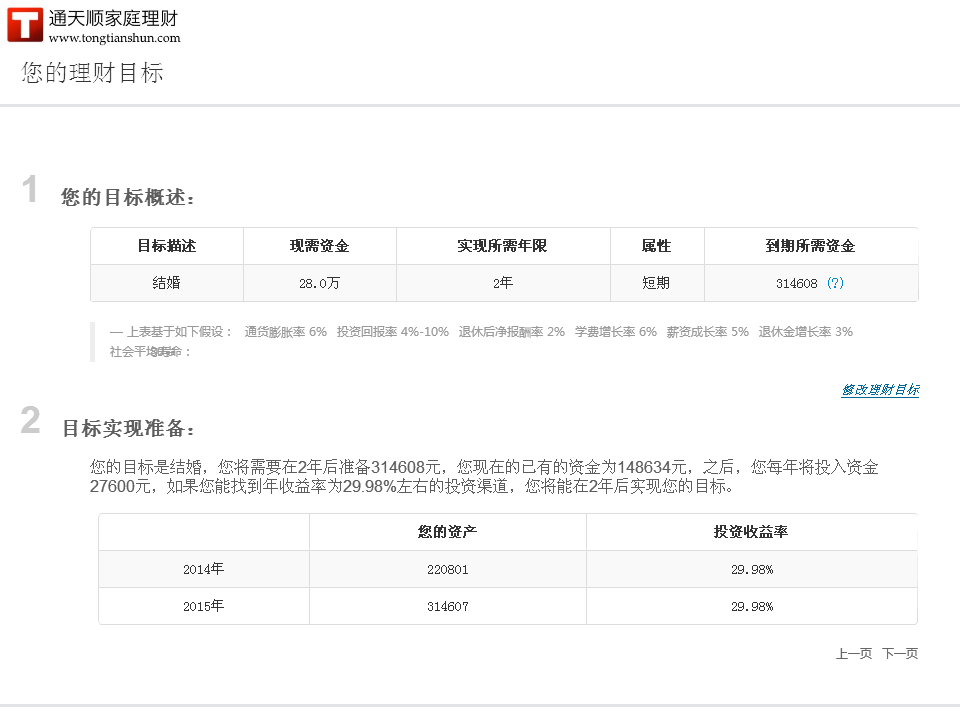 通天顺家庭理财
www.tongtianshun.com
您的理财目标
1 您的目标概述：
目标描述 现需资金 实现所需年限 属性 到期所需资金
结婚 28.0万 2年 短期 314608 (?)
— 上表基于如下假设： 通货膨胀率 6% 投资回报率 4%-10% 退休后净报酬率 2% 学费增长率 6% 薪资成长率 5% 退休金增长率 3%
社会平均寿命：
修改理财目标
2 目标实现准备：
您的目标是结婚，您将需要在2年后准备314608元，您现在的已有的资金为148634元，之后，您每年将投入资金
27600元，如果您能找到年收益率为29.98%左右的投资渠道，您将能在2年后实现您的目标。
您的资产 投资收益率
2014年 220801 29.98%
2015年 314607 29.98%
上一页 下一页